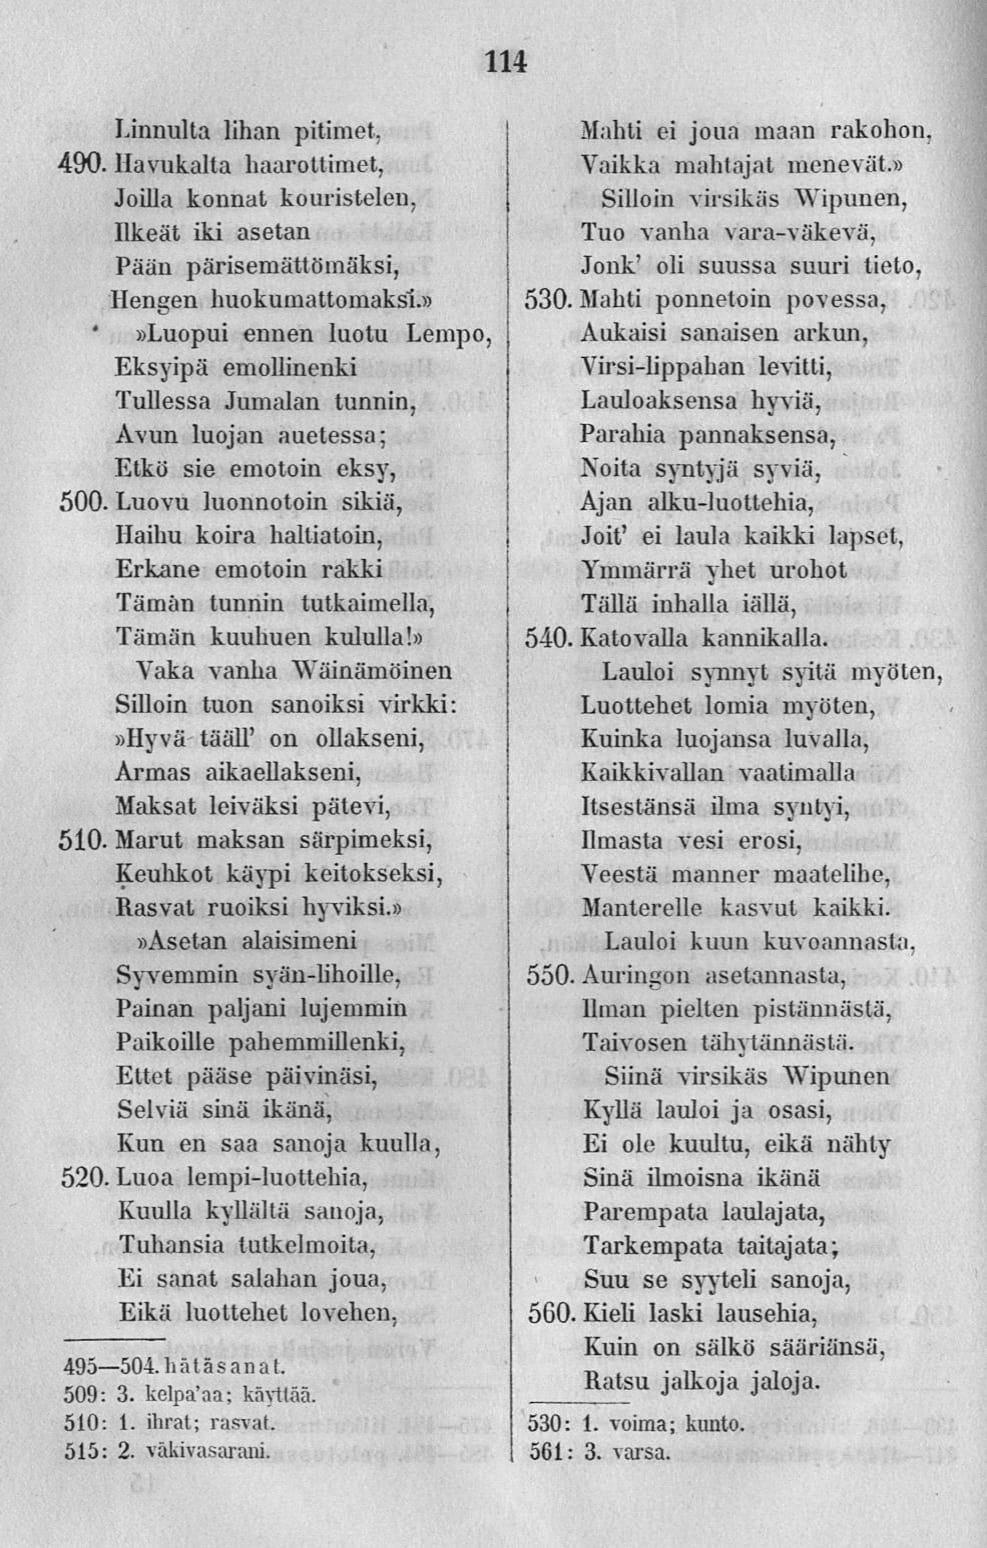 114
Linnulta lihan pitimet,
490. Havukalta haarottimet,
Joilla konnat kouristelen,
Ilkeät iki asetan
Pään pärisemättömäksi,
Hengen huokumattomaksi.»
»Luopui ennen luotu Lempo,
Eksyipä emollinenki
Tullessa Jumalan tunnin,
Avun luojan auetessa;
Etkö sie emotoin eksy,
500. Luovu luonnotoin sikiä,
Haihu koira haltiatoin,
Erkane emotoin rakki
Tämän tunnin tutkaimella,
Tämän kuuhuen kululla!»
Vaka vanha Wäinämöinen
Silloin tuon sanoiksi virkki:
»Hyvä tääll’ on ollakseni,
Armas aikaellakseni,
Maksat leiväksi pätevi,
510. Marut maksan särpimeksi,
Keuhkot käypi keitokseksi,
Rasvat ruoiksi hyviksi.»
»Asetan alaisimeni
Syvemmin syän-lihoille,
Painan paljani lujemmin
Paikoille pahemmillenki,
Ettet pääse päivinäsi,
Selviä sinä ikänä,
Kun en saa sanoja kuulla,
520. Luoa lempi-luottehia,
Kuulla kyllältä sanoja,
Tuhansia tutkelmoita,
Ei sanat salahan joua,
Eikä luottehet lovehen,
495—504. hätäsanat.
509: 3. kelpa’aa; käyttää.
510: 1. ihrat; rasvat.
515: 2. väkivasarani.
Mahti ei joua maan rakohon,
Vaikka mahtajat menevät.»
Silloin virsikäs Wipunen,
Tuo vanha vara-väkevä,
Jonk’ oli suussa suuri tieto,
530. Mahti ponnetoin povessa,
Aukaisi sanaisen arkun,
Virsi-lippahan levitti,
Lauloaksensa hyviä,
Parahia pannaksensa,
Noita syntyjä syviä,
Ajan alku-luottehia,
Joit’ ei laula kaikki lapset,
Ymmärrä yhet urohot
Tällä inhalla iällä,
540. Katovalla kannikalla.
Lauloi synnyt syitä myöten,
Luottehet lomia myöten,
Kuinka luojansa luvalla,
Kaikkivallan vaatimalla
Itsestänsä ilma syntyi,
Ilmasta vesi erosi,
Veestä manner maatelihe,
Manterelle kasvut kaikki.
Lauloi kuun kuvoannasta,
550. Auringon asetannasta,
Ilman pielten pistännästä,
Taivosen tähytännästä.
Siinä virsikäs Wipunen
Kyllä lauloi ja osasi,
Ei ole kuultu, eikä nähty
Sinä ilmoisna ikänä
Parempata laulajata,
Tarkempata taitajata;
Suu se syyteli sanoja,
560. Kieli laski lausehia,
Kuin on sälkö sääriänsä,
Ratsu jalkoja jaloja.
530: 1. voima; kunto.
561: 3. varsa.